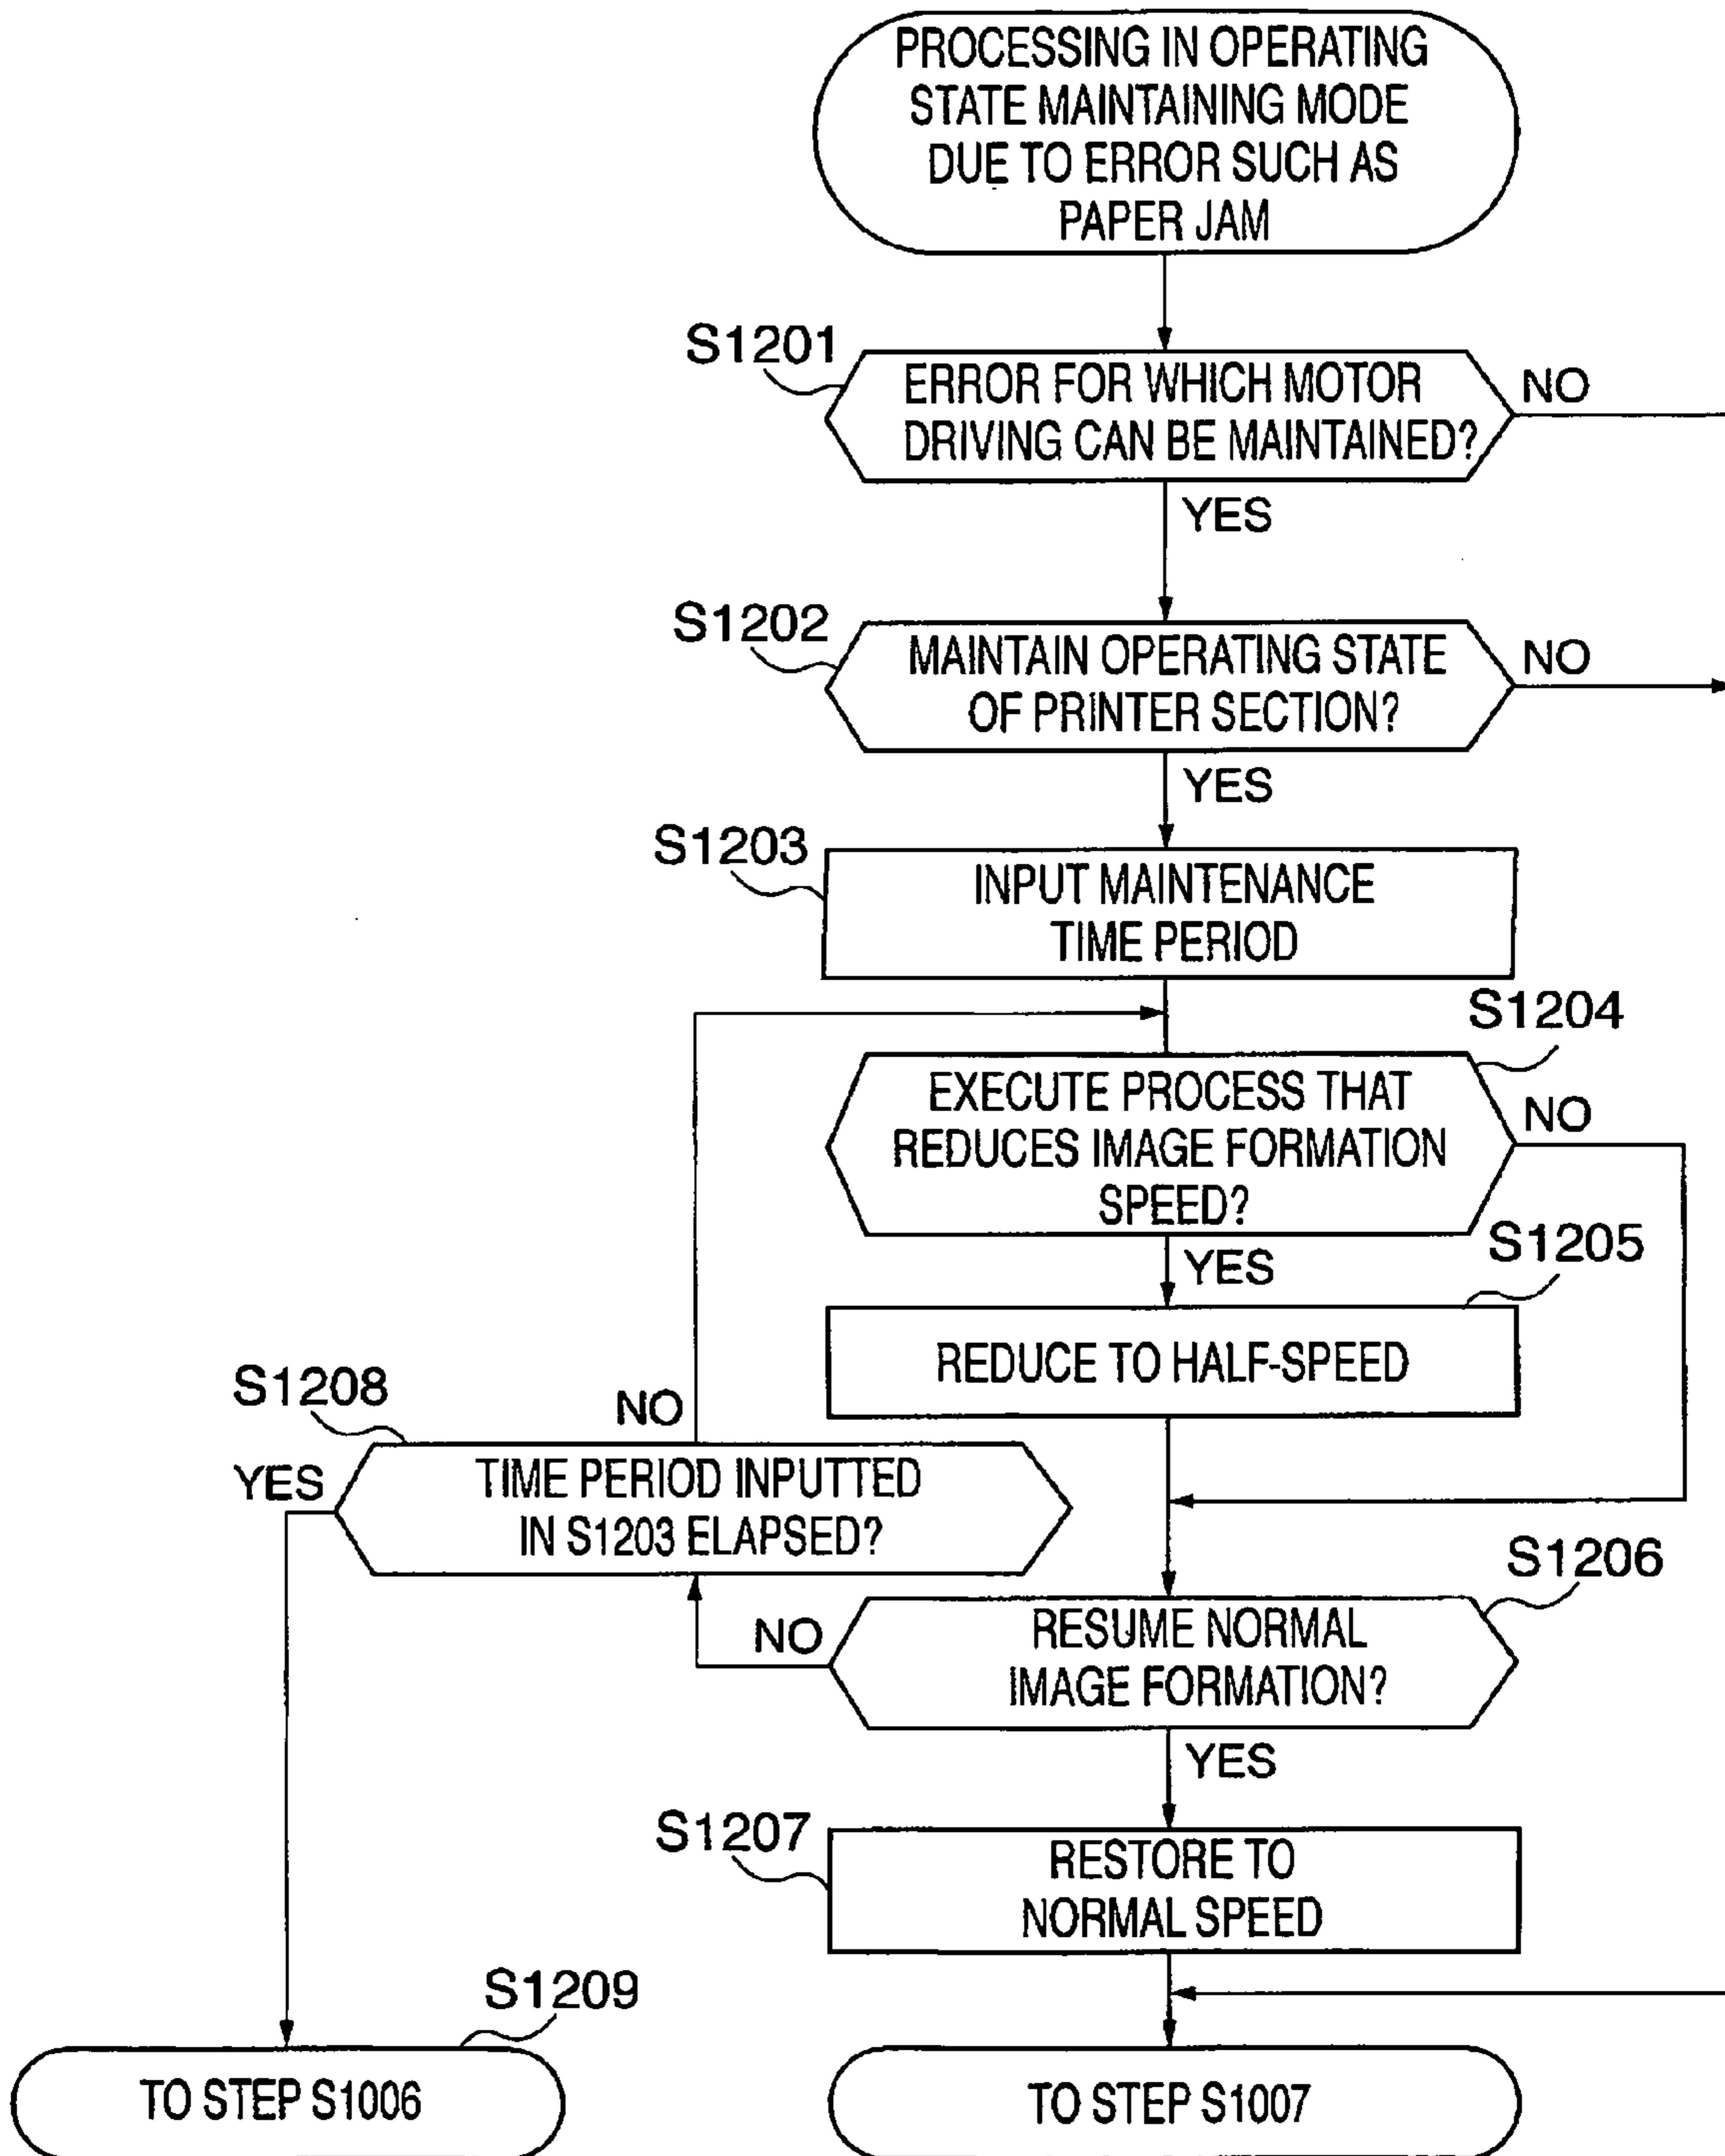 PROCESSING IN OPERATING
STATE MAINTAINING MODE
DUE TO ERROR SUCH AS
PAPER JAM
S1201
ERROR FOR WHICH MOTOR
DRIVING CAN BE MAINTAINED?
NO
YES
S1202
MAINTAIN OPERATING STATE
OF PRINTER SECTION?
NO
YES
S1203
INPUT MAINTENANCE
TIME PERIOD
S1204
EXECUTE PROCESS THAT
REDUCES IMAGE FORMATION
SPEED?
NO
YES
S1205
REDUCE TO HALF-SPEED
S1208
NO
YES
TIME PERIOD INPUTTED
IN S1203 ELAPSED?
S1206
RESUME NORMAL
IMAGE FORMATION?
NO
YES
S1207
RESTORE TO
NORMAL SPEED
S1209
TO STEP S1006
TO STEP S1007